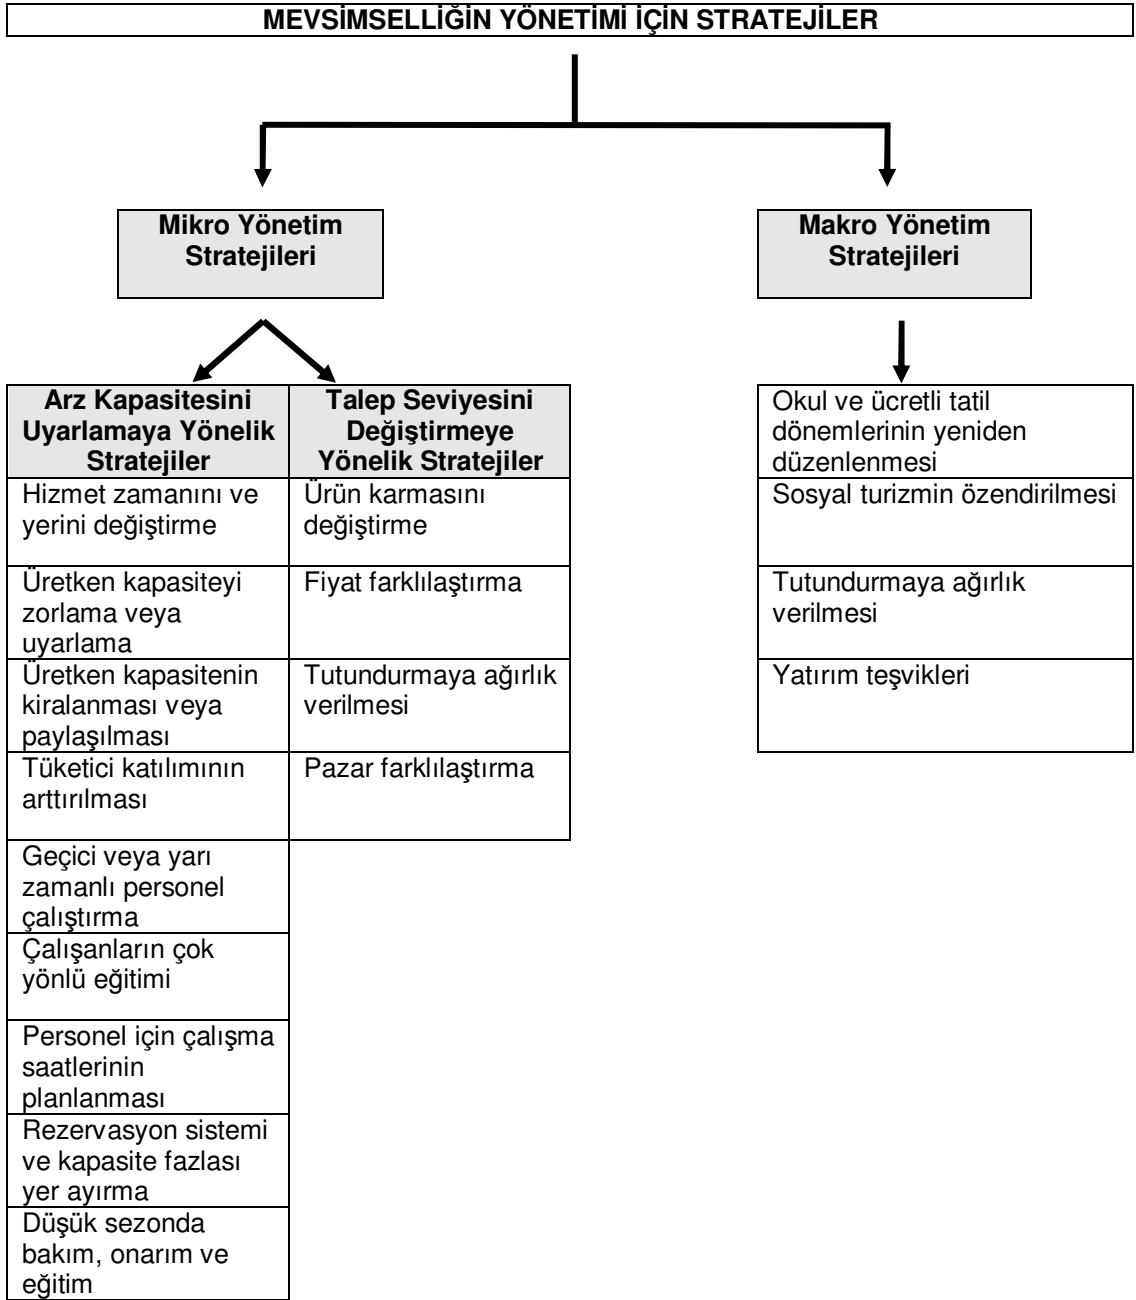 MEVSİMSELLİĞİN YÖNETİMİ İÇİN STRATEJİLER
Mikro Yönetim
Stratejileri
Makro Yönetim
Stratejileri
Arz Kapasitesini
Uyarlamaya Yönelik
Stratejiler
Hizmet zamanını ve
yerini değiştirme
Üretken kapasiteyi
zorlama veya
uyarlama
Üretken kapasitenin
kiralanması veya
paylaşılması
Tüketici katılımının
arttırılması
Geçici veya yarı
zamanlı personel
çalıştırma
Çalışanların çok
yönlü eğitimi
Personel için çalışma
saatlerinin
planlanması
Rezervasyon sistemi
ve kapasite fazlası
yer ayırma
Düşük sezonda
bakım, onarım ve
eğitim
Talep Seviyesini
Değiştirmeye
Yönelik Stratejiler
Ürün karmasını
değiştirme
Fiyat farklılaştırma
Tutundurmaya ağırlık
verilmesi
Pazar farklılaştırma
Okul ve ücretli tatil
dönemlerinin yeniden
düzenlenmesi
Sosyal turizmin özendirilmesi
Tutundurmaya ağırlık
verilmesi
Yatırım teşvikleri